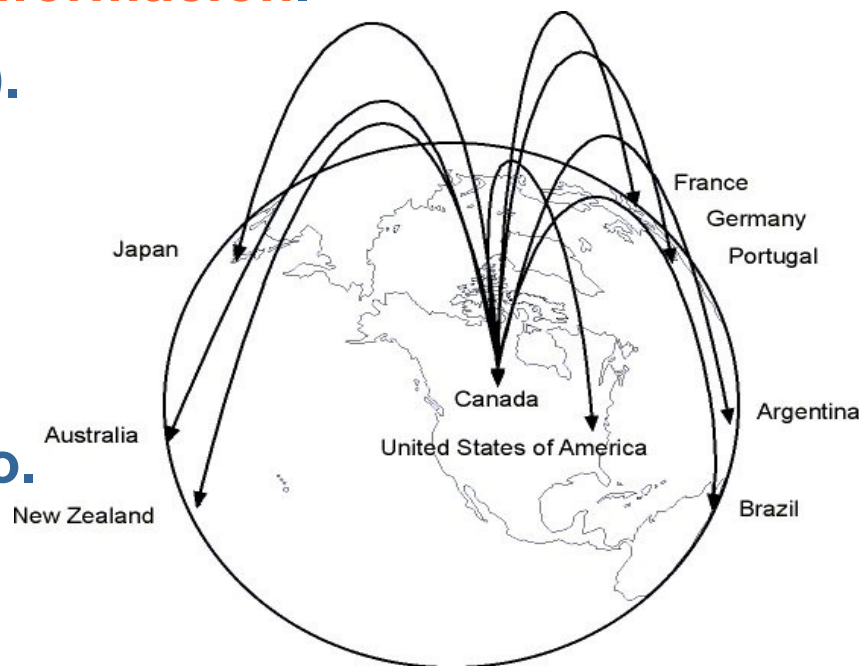 France
Germany
Portugal
Japan
Canada
Argentina
Australia
United States of America
Brazil
New Zealand